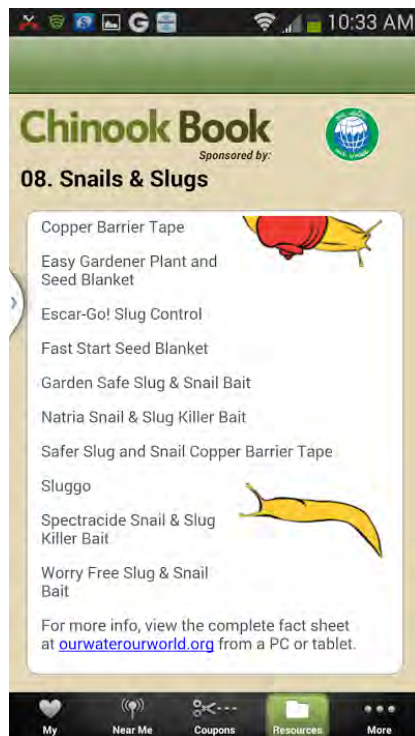 10:33 AM
Chinook Book
Sponsored by:
08. Snails & Slugs
Copper Barrier Tape
Easy Gardener Plant and
Seed Blanket
Escar-Go! Slug Control
Fast Start Seed Blanket
Garden Safe Slug & Snail Bait
Natria Snail & Slug Killer Bait
Safer Slug and Snail Copper Barrier Tape
Sluggo
Spectracide Snail & Slug
Killer Bait
Worry Free Slug & Snail
Bait
For more info, view the complete fact sheet
at ourwaterourworld.org from a PC or tablet.
My
Near Me
Coupons
Resources
More